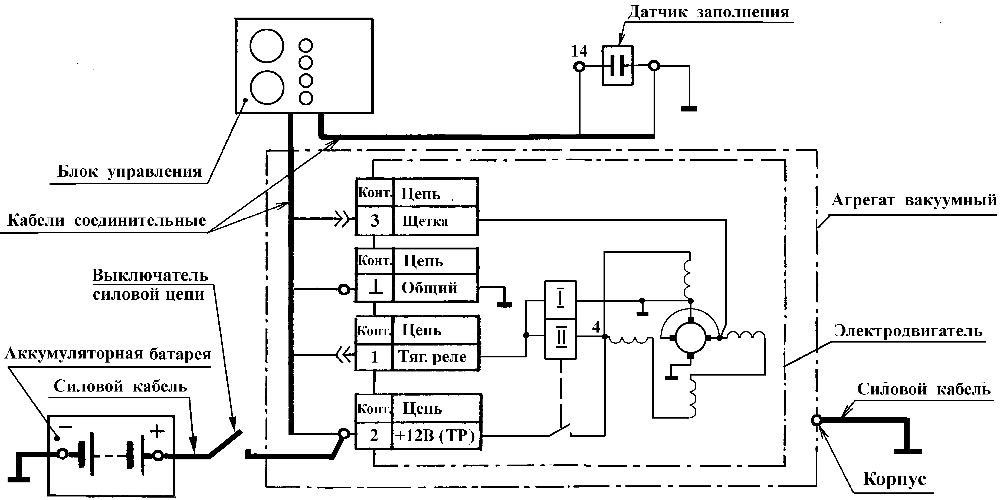 Датчик заполнения
14
Блок управления
Кабели соединительные
Конт. Цепь
3 Щетка
Агрегат вакуумный
Конт. Цепь
⊥ Общий
Выключатель
силовой цепи
I
II
4
Конт. Цепь
1 Тяг. реле
Электродвигатель
Аккумуляторная батарея
Силовой кабель
Силовой кабель
Конт. Цепь
2 +12В (ТР)
− +
Корпус